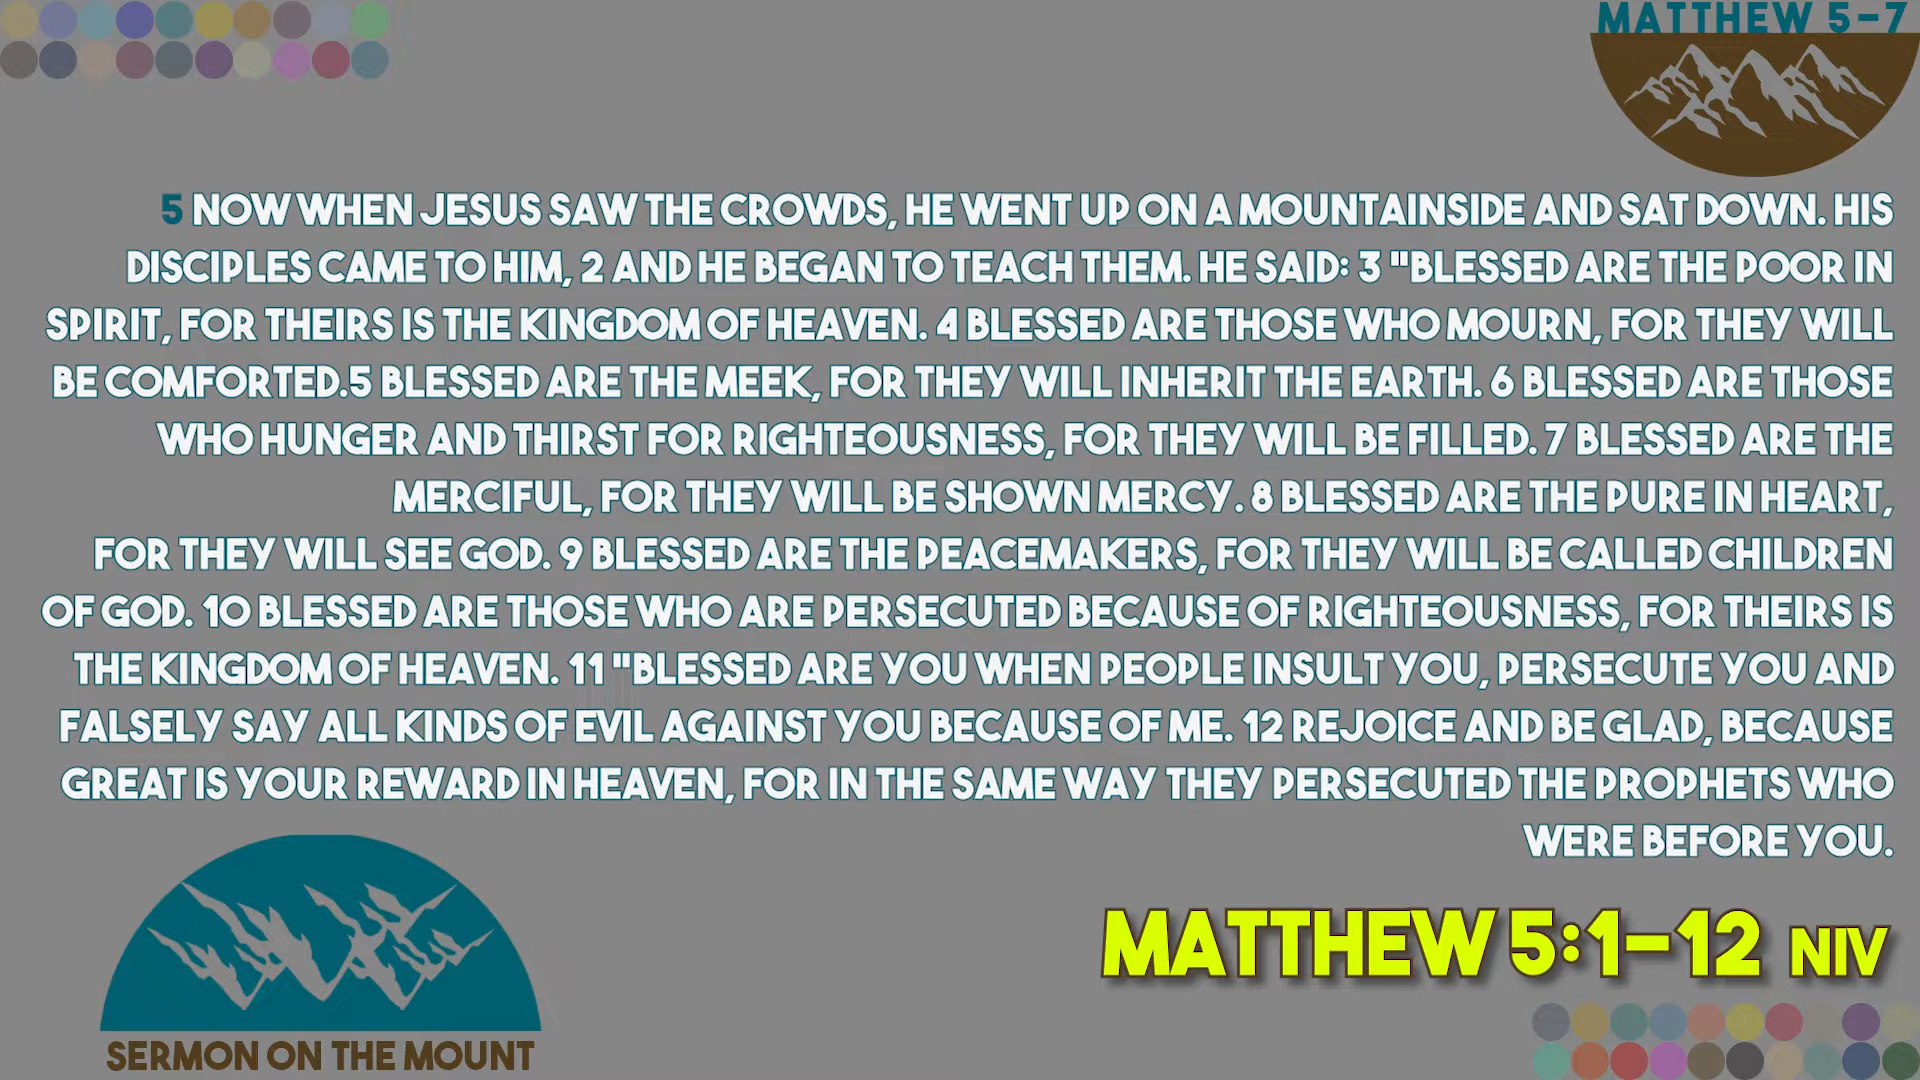 MATTHEW 5-7
5 NOW WHEN JESUS SAW THE CROWDS, HE WENT UP ON A MOUNTAINSIDE AND SAT DOWN. HIS
DISCIPLES CAME TO HIM, 2 AND HE BEGAN TO TEACH THEM. HE SAID: 3 "BLESSED ARE THE POOR IN
SPIRIT, FOR THEIRS IS THE KINGDOM OF HEAVEN. 4 BLESSED ARE THOSE WHO MOURN, FOR THEY WILL
BE COMFORTED.5 BLESSED ARE THE MEEK, FOR THEY WILL INHERIT THE EARTH. 6 BLESSED ARE THOSE
WHO HUNGER AND THIRST FOR RIGHTEOUSNESS, FOR THEY WILL BE FILLED. 7 BLESSED ARE THE
MERCIFUL, FOR THEY WILL BE SHOWN MERCY. 8 BLESSED ARE THE PURE IN HEART,
FOR THEY WILL SEE GOD. 9 BLESSED ARE THE PEACEMAKERS, FOR THEY WILL BE CALLED CHILDREN
OF GOD. 10 BLESSED ARE THOSE WHO ARE PERSECUTED BECAUSE OF RIGHTEOUSNESS, FOR THEIRS IS
THE KINGDOM OF HEAVEN. 11 "BLESSED ARE YOU WHEN PEOPLE INSULT YOU, PERSECUTE YOU AND
FALSELY SAY ALL KINDS OF EVIL AGAINST YOU BECAUSE OF ME. 12 REJOICE AND BE GLAD, BECAUSE
GREAT IS YOUR REWARD IN HEAVEN, FOR IN THE SAME WAY THEY PERSECUTED THE PROPHETS WHO
WERE BEFORE YOU.
MATTHEW 5:1-12 NIV
SERMON ON THE MOUNT